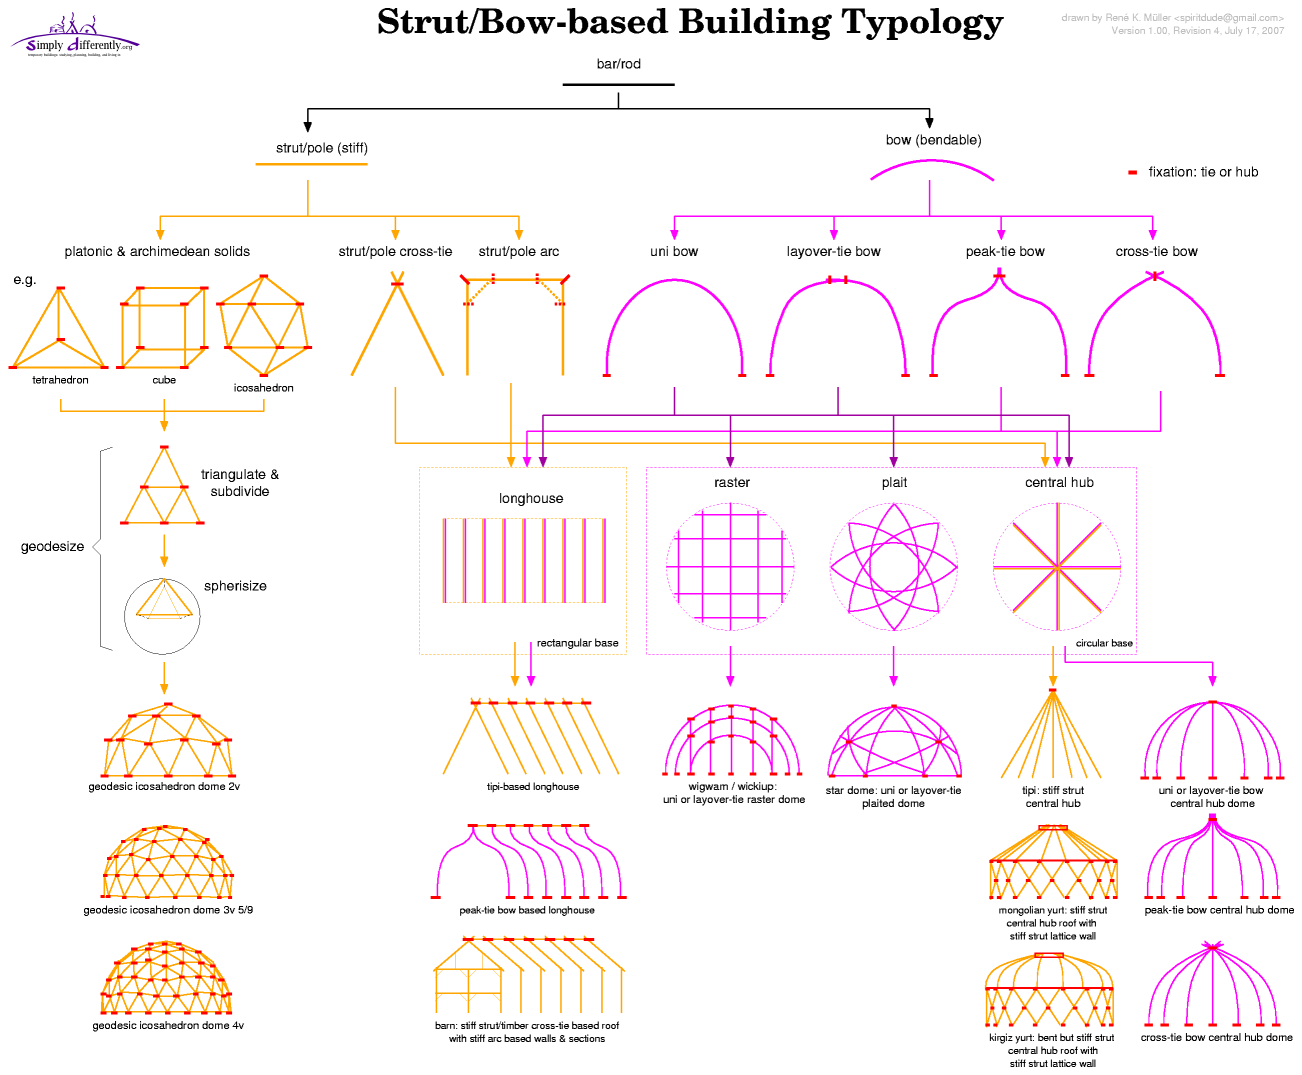 Strut/Bow-based Building Typology
drawn by René K. Müller <spiritdude@gmail.com>
Version 1.00, Revision 4, July 17, 2007
Simply Differently.org
temporary buildings: studying, planning, building, and living in
bar/rod
strut/pole (stiff)
bow (bendable)
fixation: tie or hub
platonic & archimedean solids
strut/pole cross-tie
strut/pole arc
uni bow
layover-tie bow
peak-tie bow
cross-tie bow
e.g.
tetrahedron
cube
icosahedron
triangulate &
subdivide
geodesize
spherisize
longhouse
raster
plait
central hub
rectangular base
circular base
geodesic icosahedron dome 2v
tipi-based longhouse
wigwam / wickiup:
uni or layover-tie raster dome
star dome: uni or layover-tie
plaited dome
tipi: stiff strut
central hub
uni or layover-tie bow
central hub dome
geodesic icosahedron dome 3v 5/9
peak-tie bow based longhouse
mongolian yurt: stiff strut
central hub roof with
stiff strut lattice wall
peak-tie bow central hub dome
geodesic icosahedron dome 4v
barn: stiff strut/timber cross-tie based roof
with stiff arc based walls & sections
kirgiz yurt: bent but stiff strut
central hub roof with
stiff strut lattice wall
cross-tie bow central hub dome